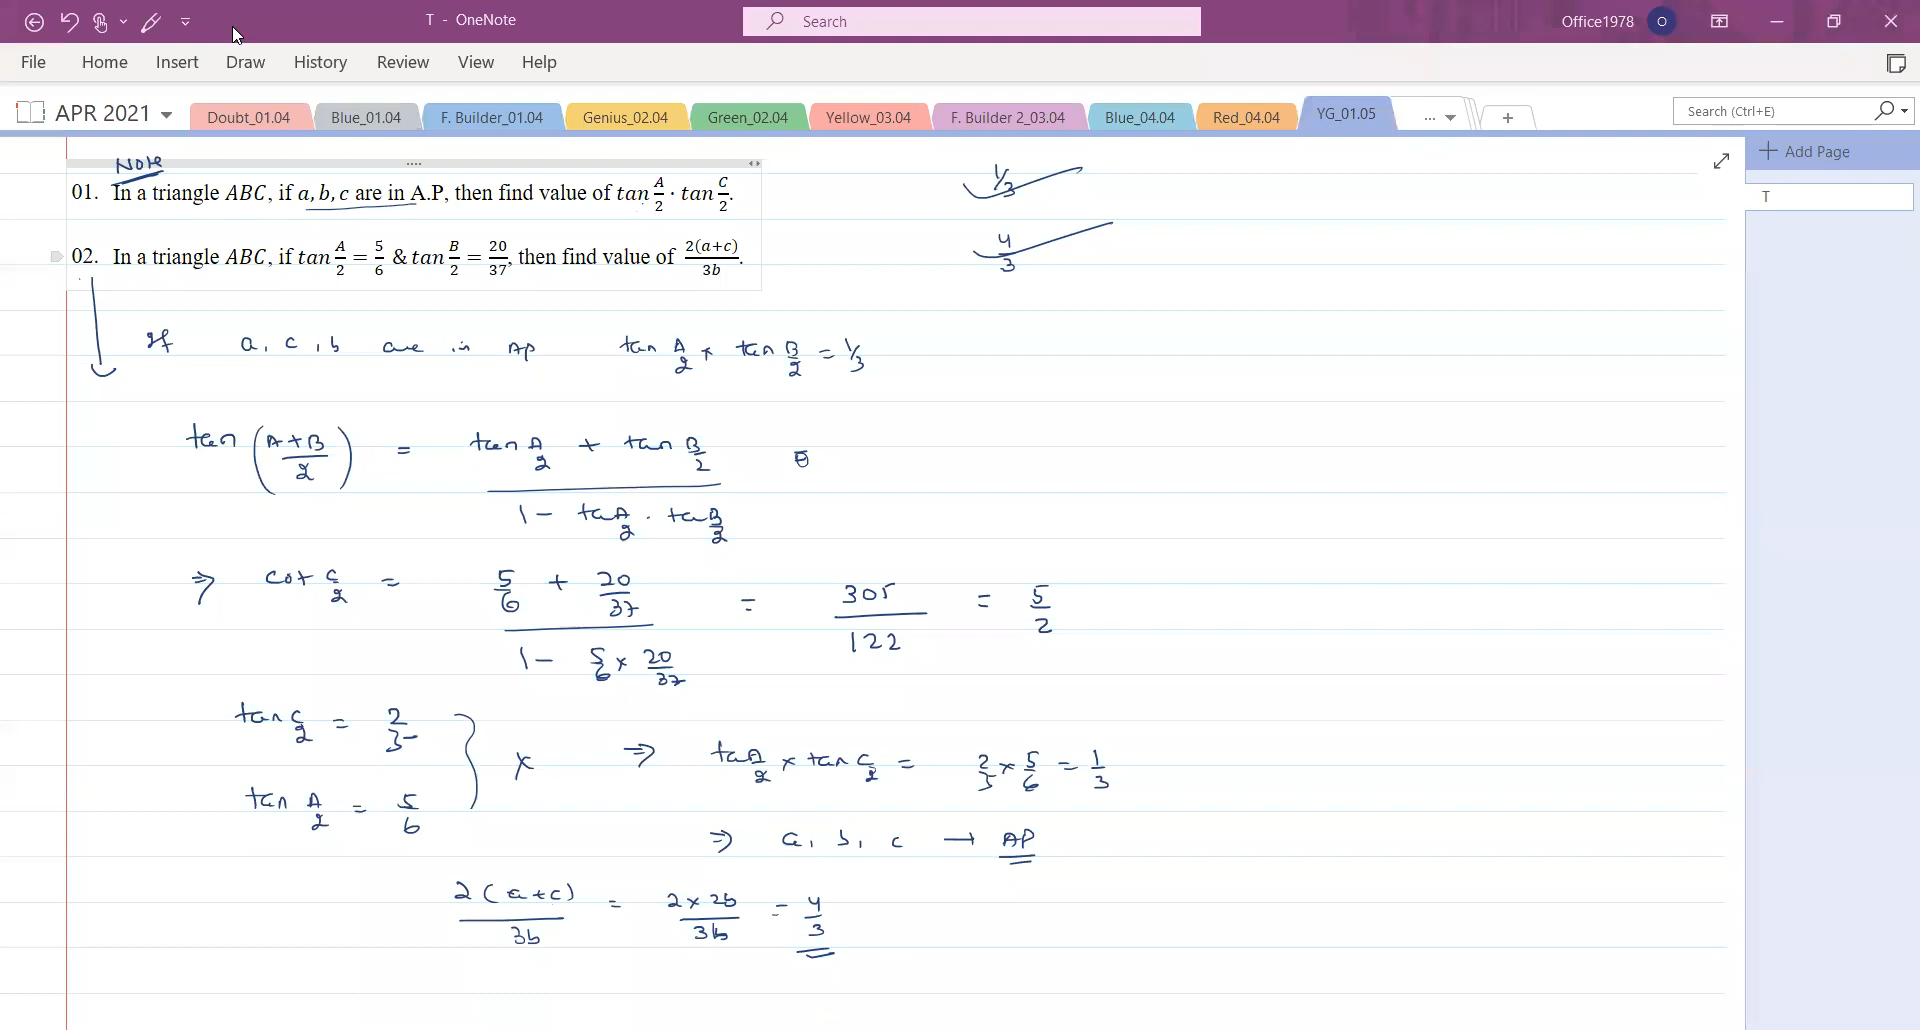 T - OneNote
Search
Office1978
O
File Home Insert Draw History Review View Help
APR 2021
Doubt_01.04 Blue_01.04 F. Builder_01.04 Genius_02.04 Green_02.04 Yellow_03.04 F. Builder 2_03.04 Blue_04.04 Red_04.04 YG_01.05 ... +
Search (Ctrl+E)
Add Page
T
Note
01. In a triangle ABC, if a, b, c are in A.P, then find value of tan A/2 · tan C/2. 1/3
02. In a triangle ABC, if tan A/2 = 5/6 & tan B/2 = 20/37, then find value of 2(a+c)/3b. 4/3
If a, c, b are in AP tan A/2 × tan B/2 = 1/3
tan (A+B/2) = tan A/2 + tan B/2 / 1 - tan A/2 · tan B/2
⇒ cot C/2 = 5/6 + 20/37 / 1 - 5/6 × 20/37 = 305/122 = 5/2
tan C/2 = 2/5
tan A/2 = 5/6
} × ⇒ tan A/2 × tan C/2 = 2/5 × 5/6 = 1/3
⇒ a, b, c → AP
2(a+c)/3b = 2×2b/3b = 4/3